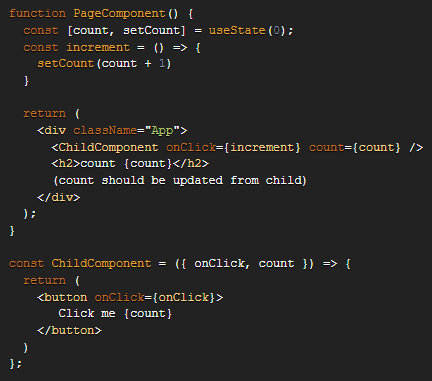 function PageComponent() {
  const [count, setCount] = useState(0);
  const increment = () => {
    setCount(count + 1)
  }

  return (
    <div className="App">
      <ChildComponent onClick={increment} count={count} />
      <h2>count {count}</h2>
      (count should be updated from child)
    </div>
  );
}

const ChildComponent = ({ onClick, count }) => {
  return (
    <button onClick={onClick}>
       Click me {count}
    </button>
  )
};